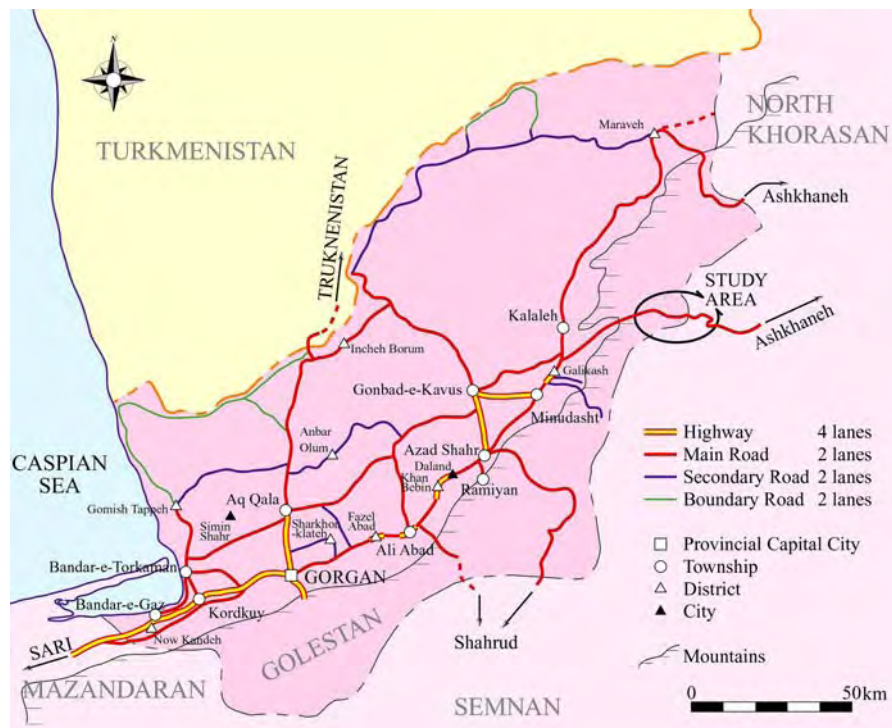 N
TURKMENISTAN
NORTH
KHORASAN
Maraveh
Ashkhaneh
TRUKNENISTAN
STUDY
AREA
Ashkhaneh
Kalaleh
Incheh Borum
Galikash
Gonbad-e-Kavus
Minudasht
Anbar
Olum
Azad Shahr
Daland
Khan
Bebin
Ramiyan
CASPIAN
SEA
Gomish Tappeh
Aq Qala
Simin
Shahr
Sharkhon
-klateh
Fazel
Abad
Ali Abad
Bandar-e-Torkaman
GORGAN
Bandar-e-Gaz
Kordkuy
Now Kandeh
SARI
Shahrud
GOLESTAN
MAZANDARAN
SEMNAN
Highway 4 lanes
Main Road 2 lanes
Secondary Road 2 lanes
Boundary Road 2 lanes
Provincial Capital City
Township
District
City
Mountains
0 50km